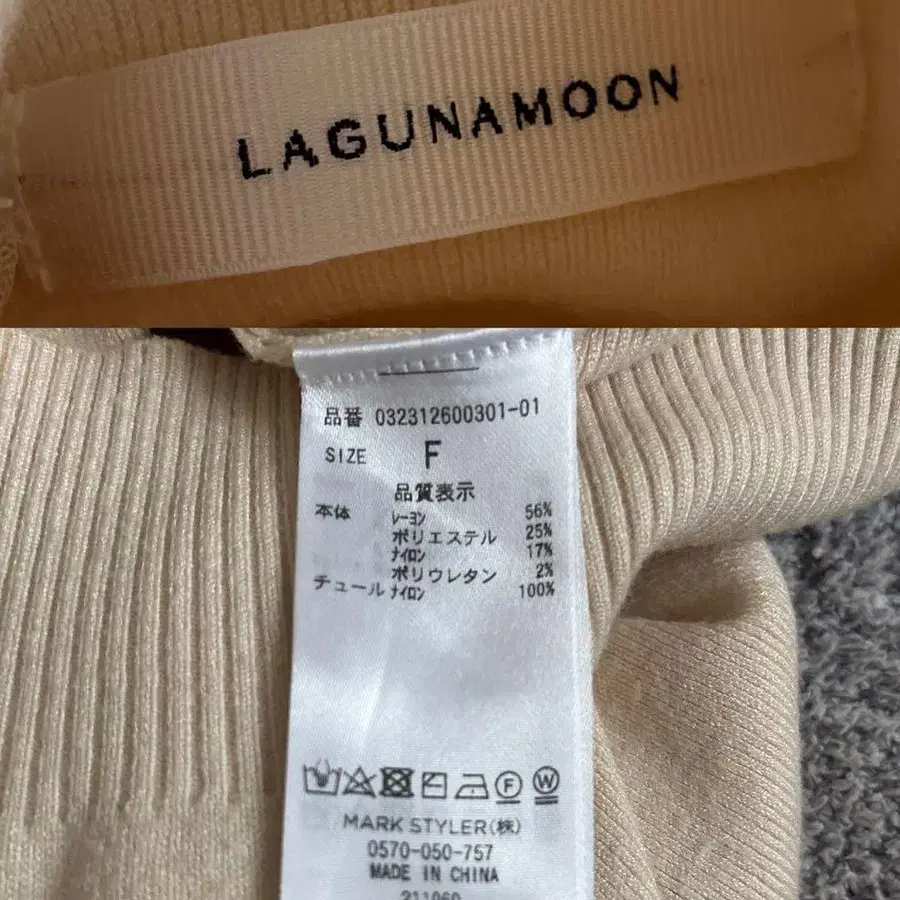 LAGUNAMOON
品番 032312600301-01
SIZE F
品質表示
本体 レーヨン 56%
ポリエステル 25%
ナイロン 17%
ポリウレタン 2%
チュール ナイロン 100%
F W
MARK STYLER(株)
0570-050-757
MADE IN CHINA